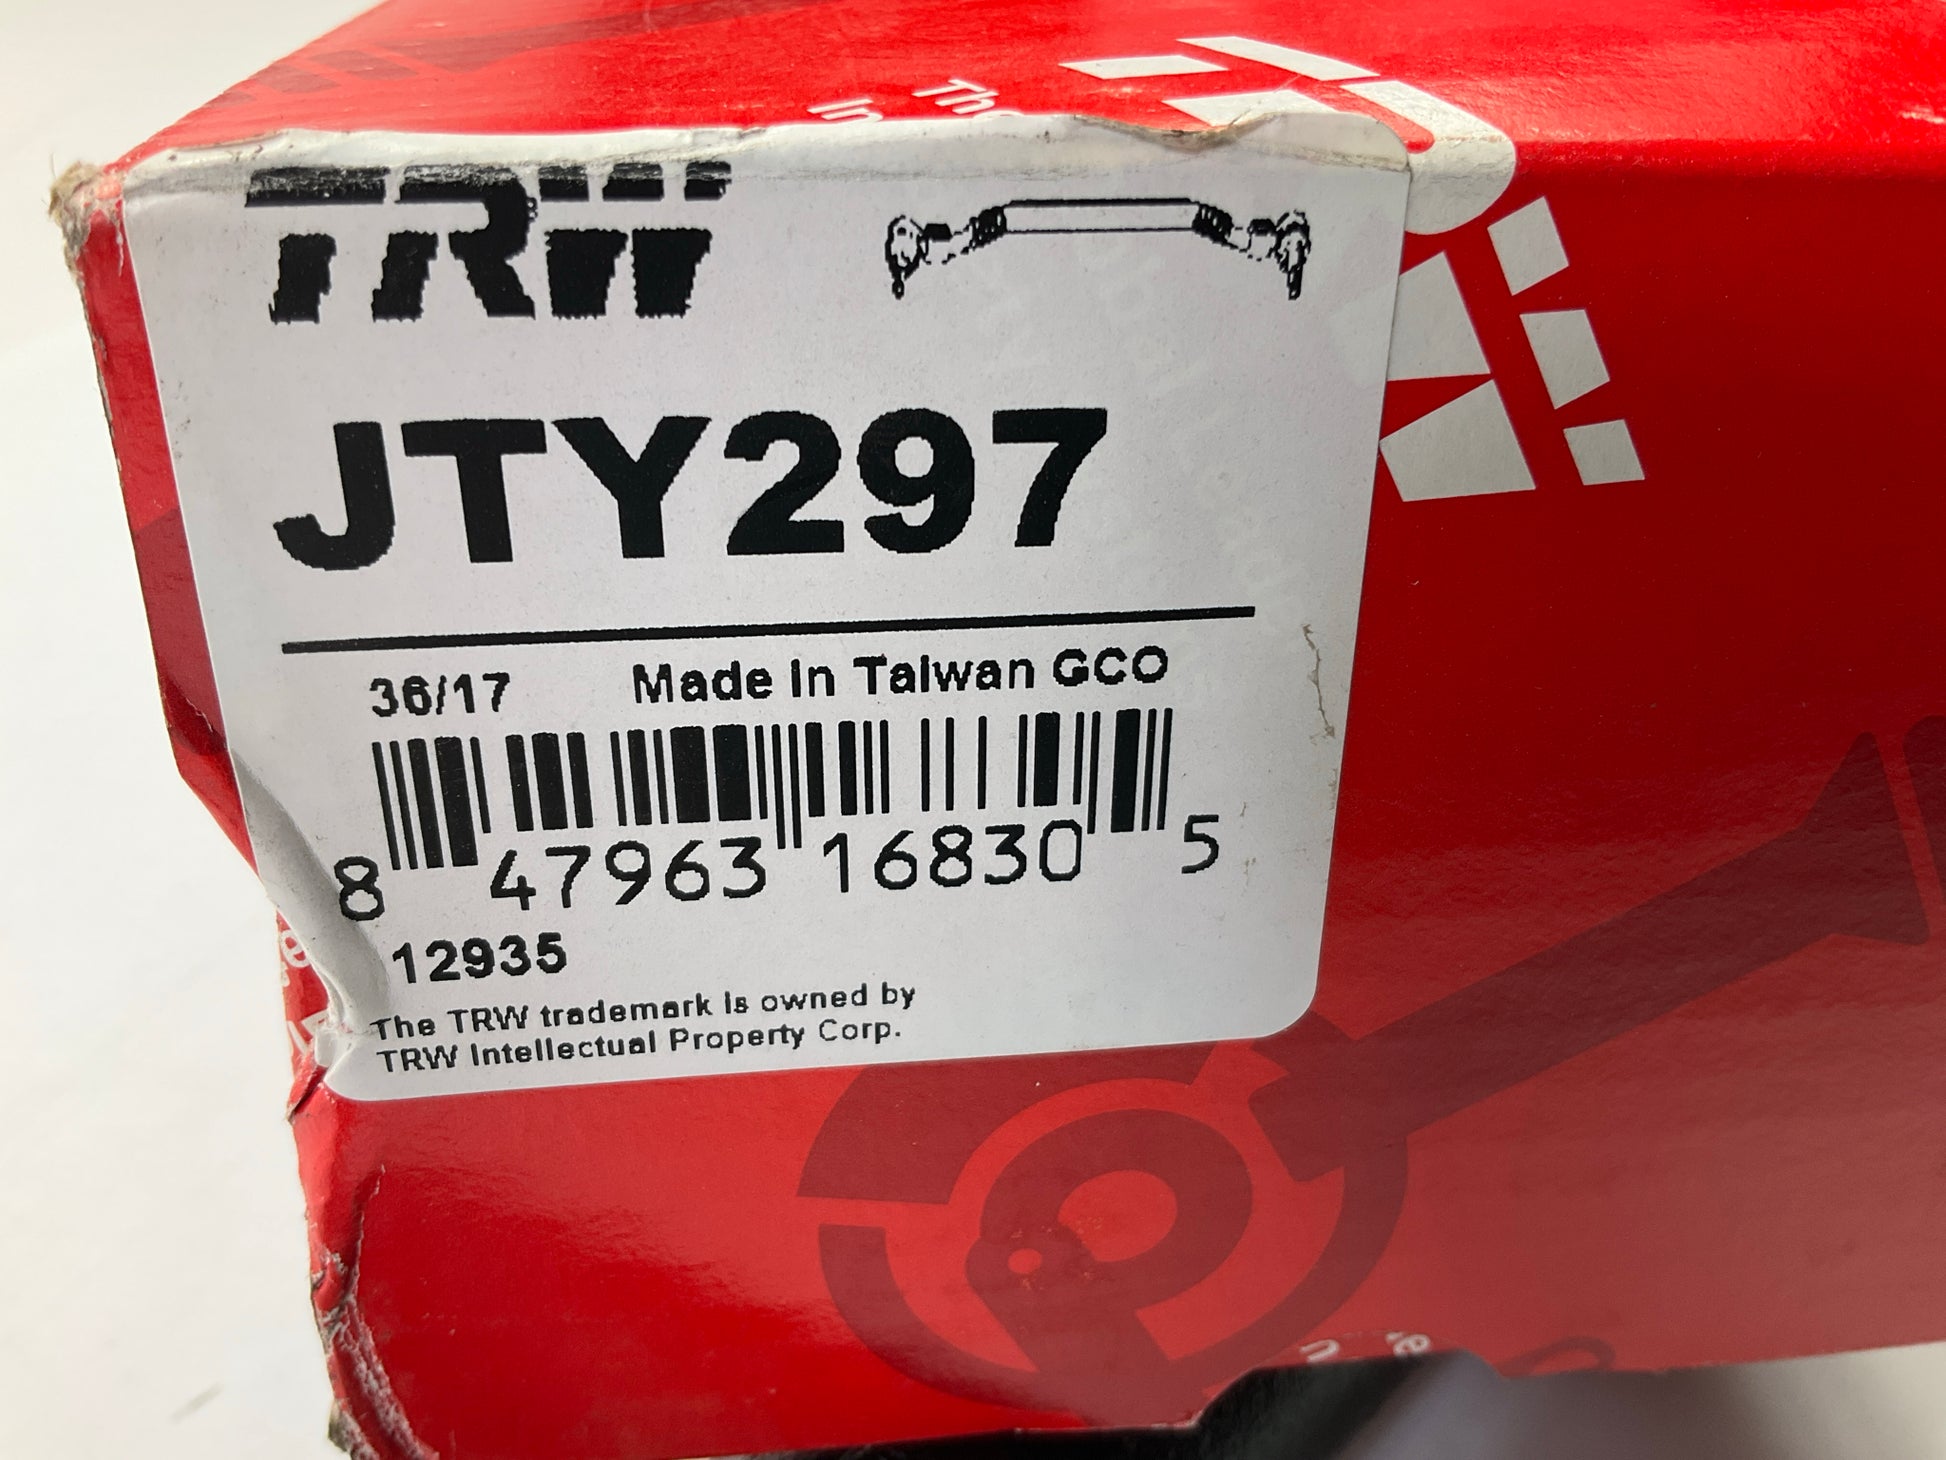 TRW
JTY297
36/17 Made In Taiwan GCO
8 47963 16830 5
12935
The TRW trademark is owned by
TRW Intellectual Property Corp.